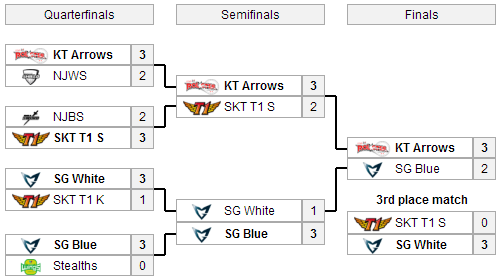 Quarterfinals
Semifinals
Finals
KT Arrows 3
NJWS 2
NJBS 2
SKT T1 S 3
SG White 3
SKT T1 K 1
SG Blue 3
Stealths 0
KT Arrows 3
SKT T1 S 2
SG White 1
SG Blue 3
KT Arrows 3
SG Blue 2
3rd place match
SKT T1 S 0
SG White 3